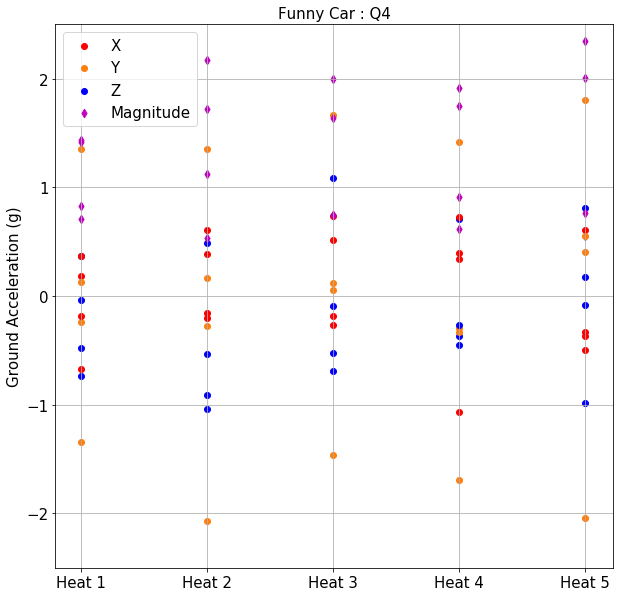 Funny Car : Q4
X
Y
Z
Magnitude
Ground Acceleration (g)
2
1
0
−1
−2
Heat 1 Heat 2 Heat 3 Heat 4 Heat 5